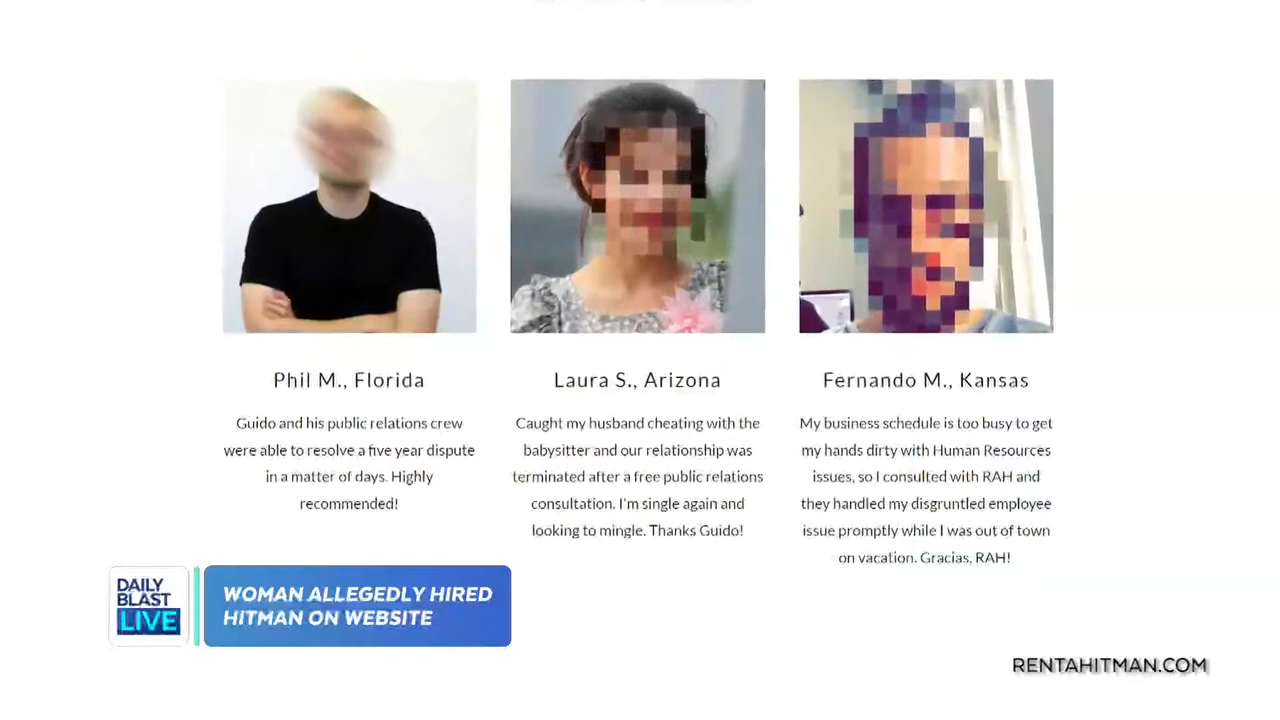 Phil M., Florida
Guido and his public relations crew
were able to resolve a five year dispute
in a matter of days. Highly
recommended!
Laura S., Arizona
Caught my husband cheating with the
babysitter and our relationship was
terminated after a free public relations
consultation. I'm single again and
looking to mingle. Thanks Guido!
Fernando M., Kansas
My business schedule is too busy to get
my hands dirty with Human Resources
issues, so I consulted with RAH and
they handled my disgruntled employee
issue promptly while I was out of town
on vacation. Gracias, RAH!
DAILY
BLAST
LIVE
WOMAN ALLEGEDLY HIRED
HITMAN ON WEBSITE
RENTAHITMAN.COM